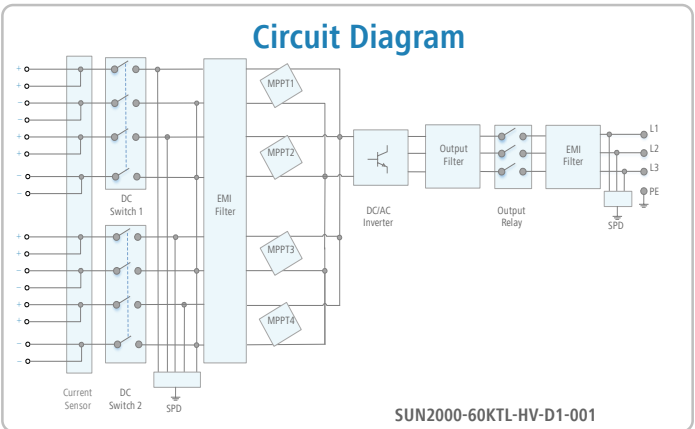 Circuit Diagram
+
+
−
−
+
+
−
−
DC
Switch 1
EMI
Filter
MPPT1
MPPT2
DC/AC
Inverter
Output
Filter
Output
Relay
EMI
Filter
L1
L2
L3
PE
SPD
+
+
−
−
+
+
−
−
MPPT3
MPPT4
Current
Sensor
DC
Switch 2
SPD
SUN2000-60KTL-HV-D1-001